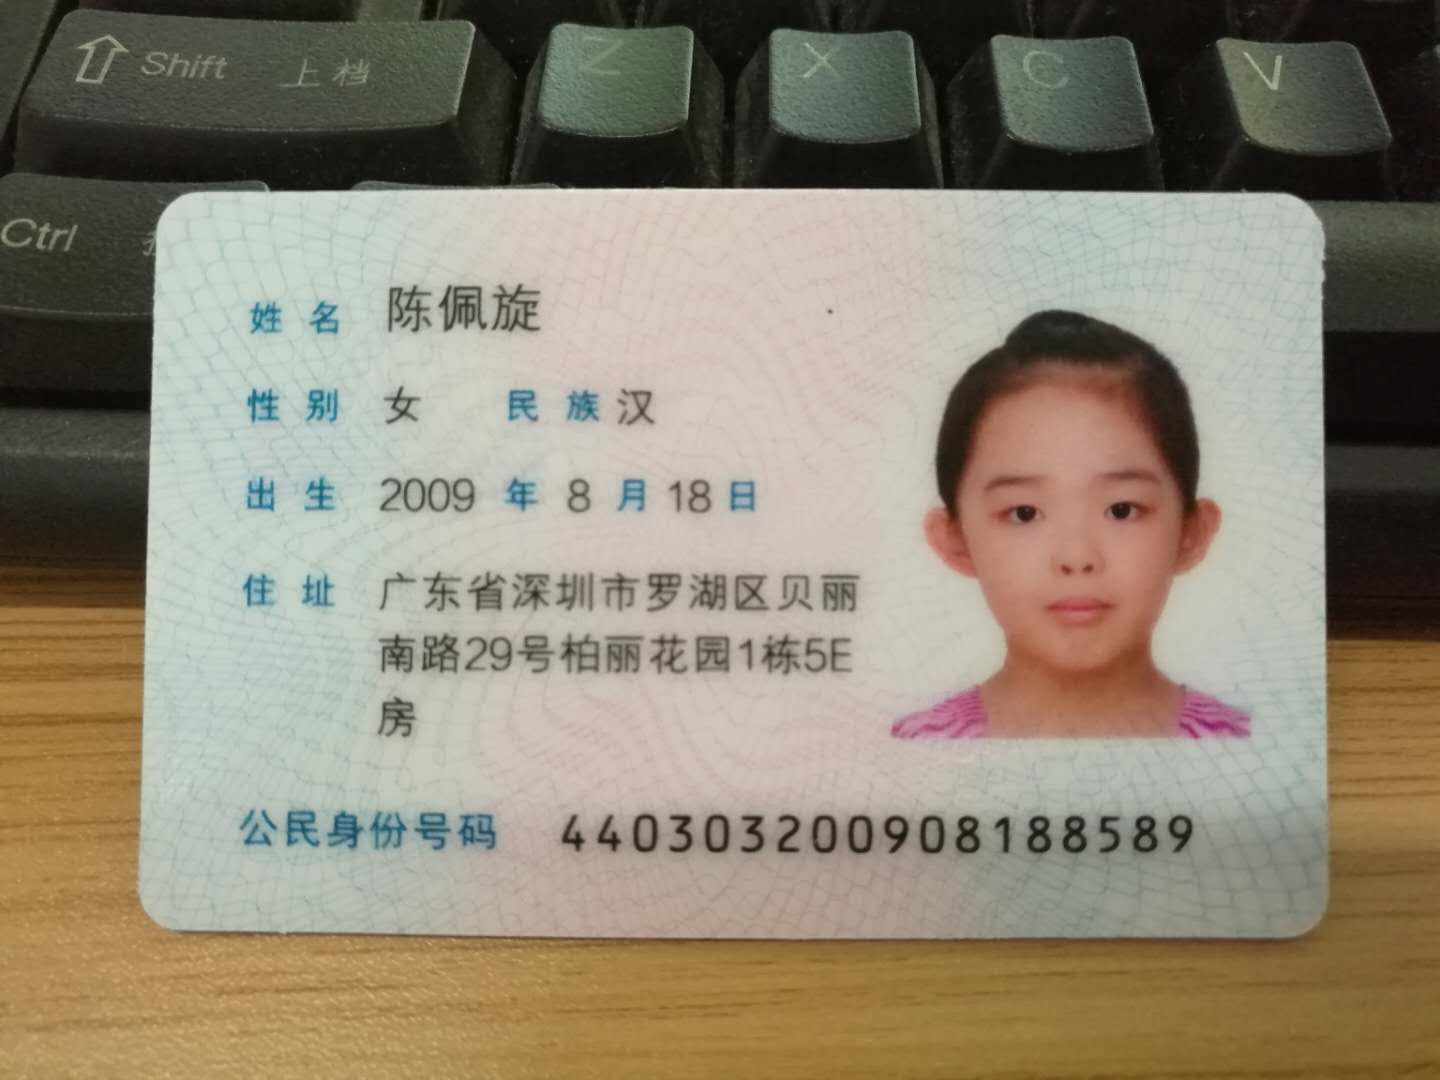 Shift 上档 Z X C V
Ctrl
姓名 陈佩旋
性别 女 民族 汉
出生 2009 年 8 月 18 日
住址 广东省深圳市罗湖区贝丽
南路29号柏丽花园1栋5E
房
公民身份号码 440303200908188589